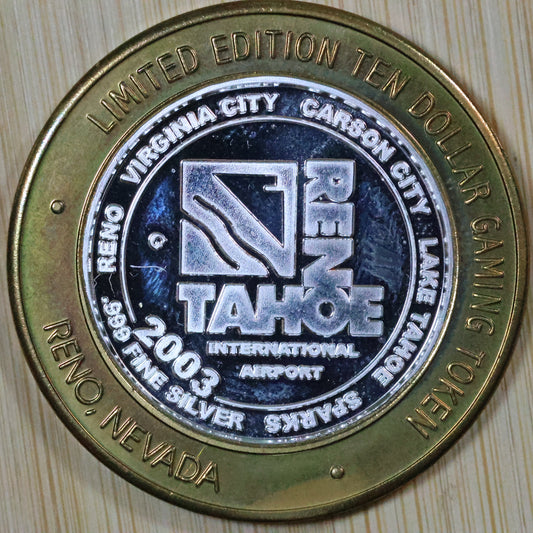 LIMITED EDITION TEN DOLLAR GAMING TOKEN
RENO, NEVADA
RENO VIRGINIA CITY CARSON CITY LAKE TAHOE SPARKS
.999 FINE SILVER
2003
G
RENO
TAHOE
INTERNATIONAL
AIRPORT